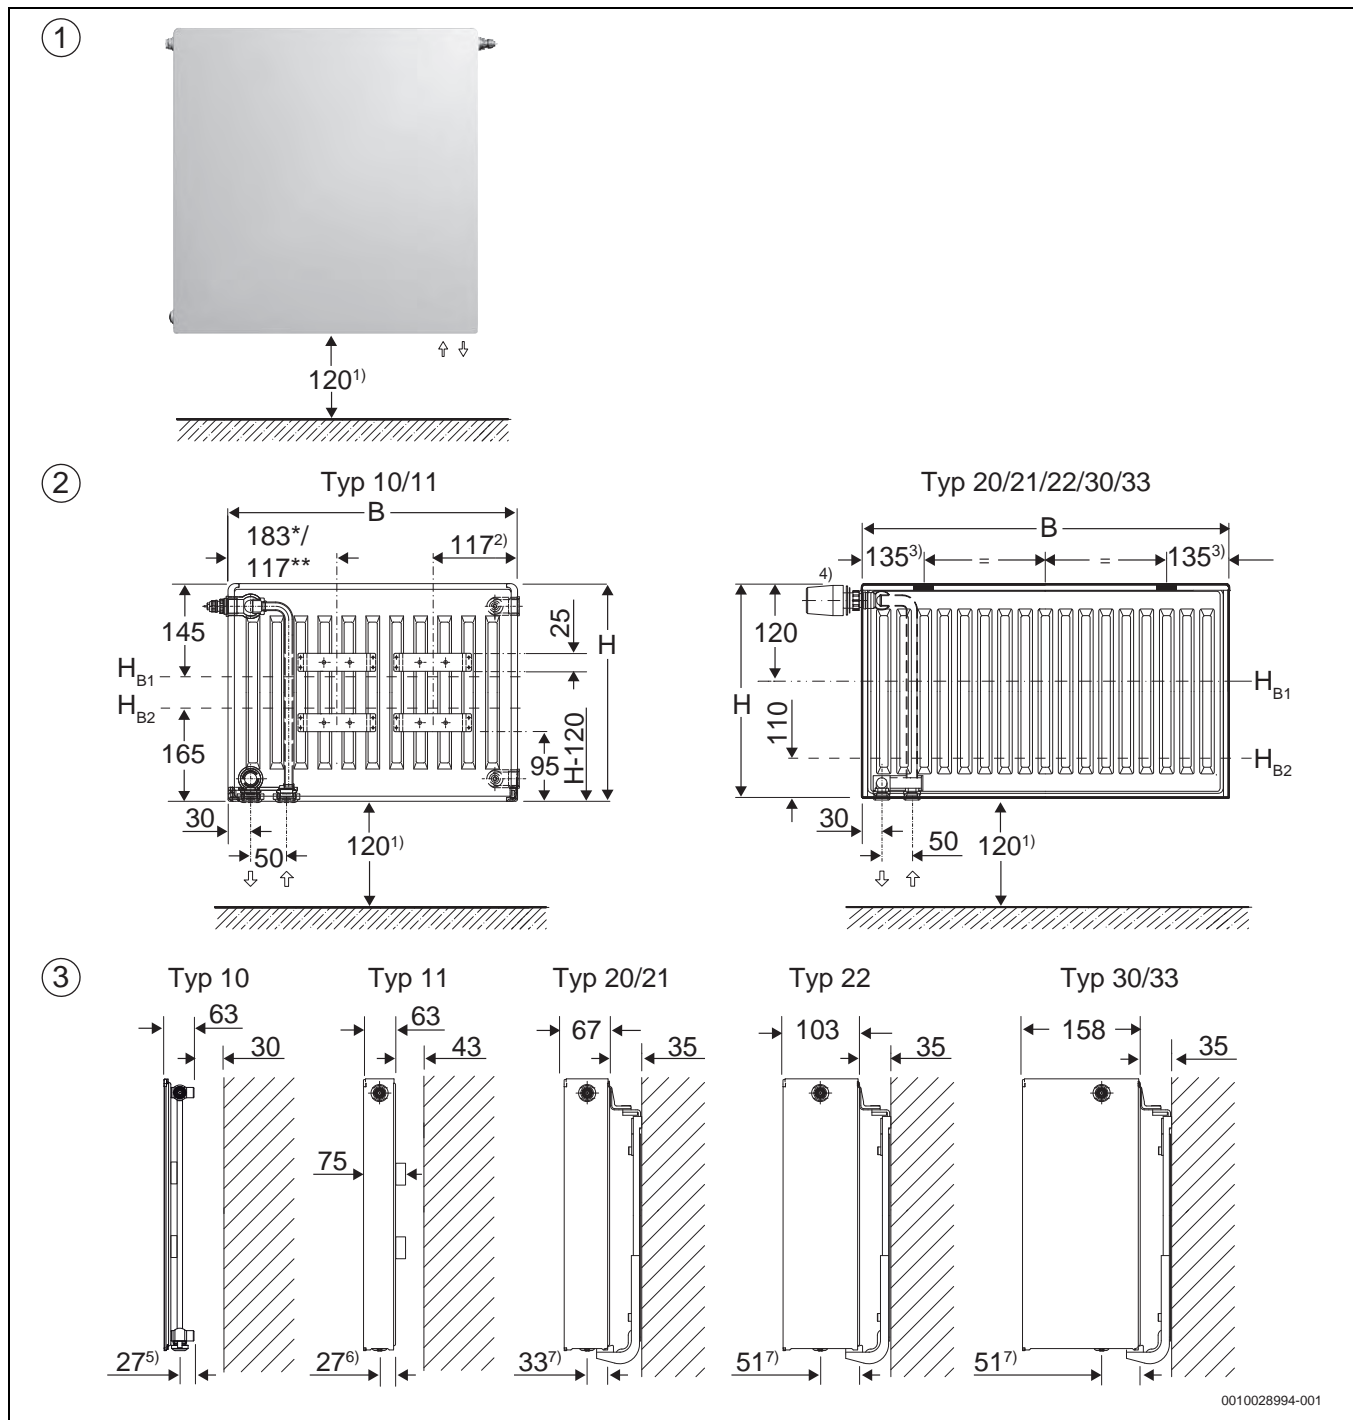 1
120¹⁾
2
Typ 10/11
Typ 20/21/22/30/33
B
183*/
117**
117²⁾
145
H_B1
H_B2
165
25
H
95
H-120
30
50
120¹⁾
B
135³⁾
=
=
135³⁾
4)
120
H
110
H_B1
H_B2
30
50
120¹⁾
3
Typ 10
Typ 11
Typ 20/21
Typ 22
Typ 30/33
63
30
63
43
67
35
103
35
158
35
75
27⁵⁾
27⁶⁾
33⁷⁾
51⁷⁾
51⁷⁾
0010028994-001